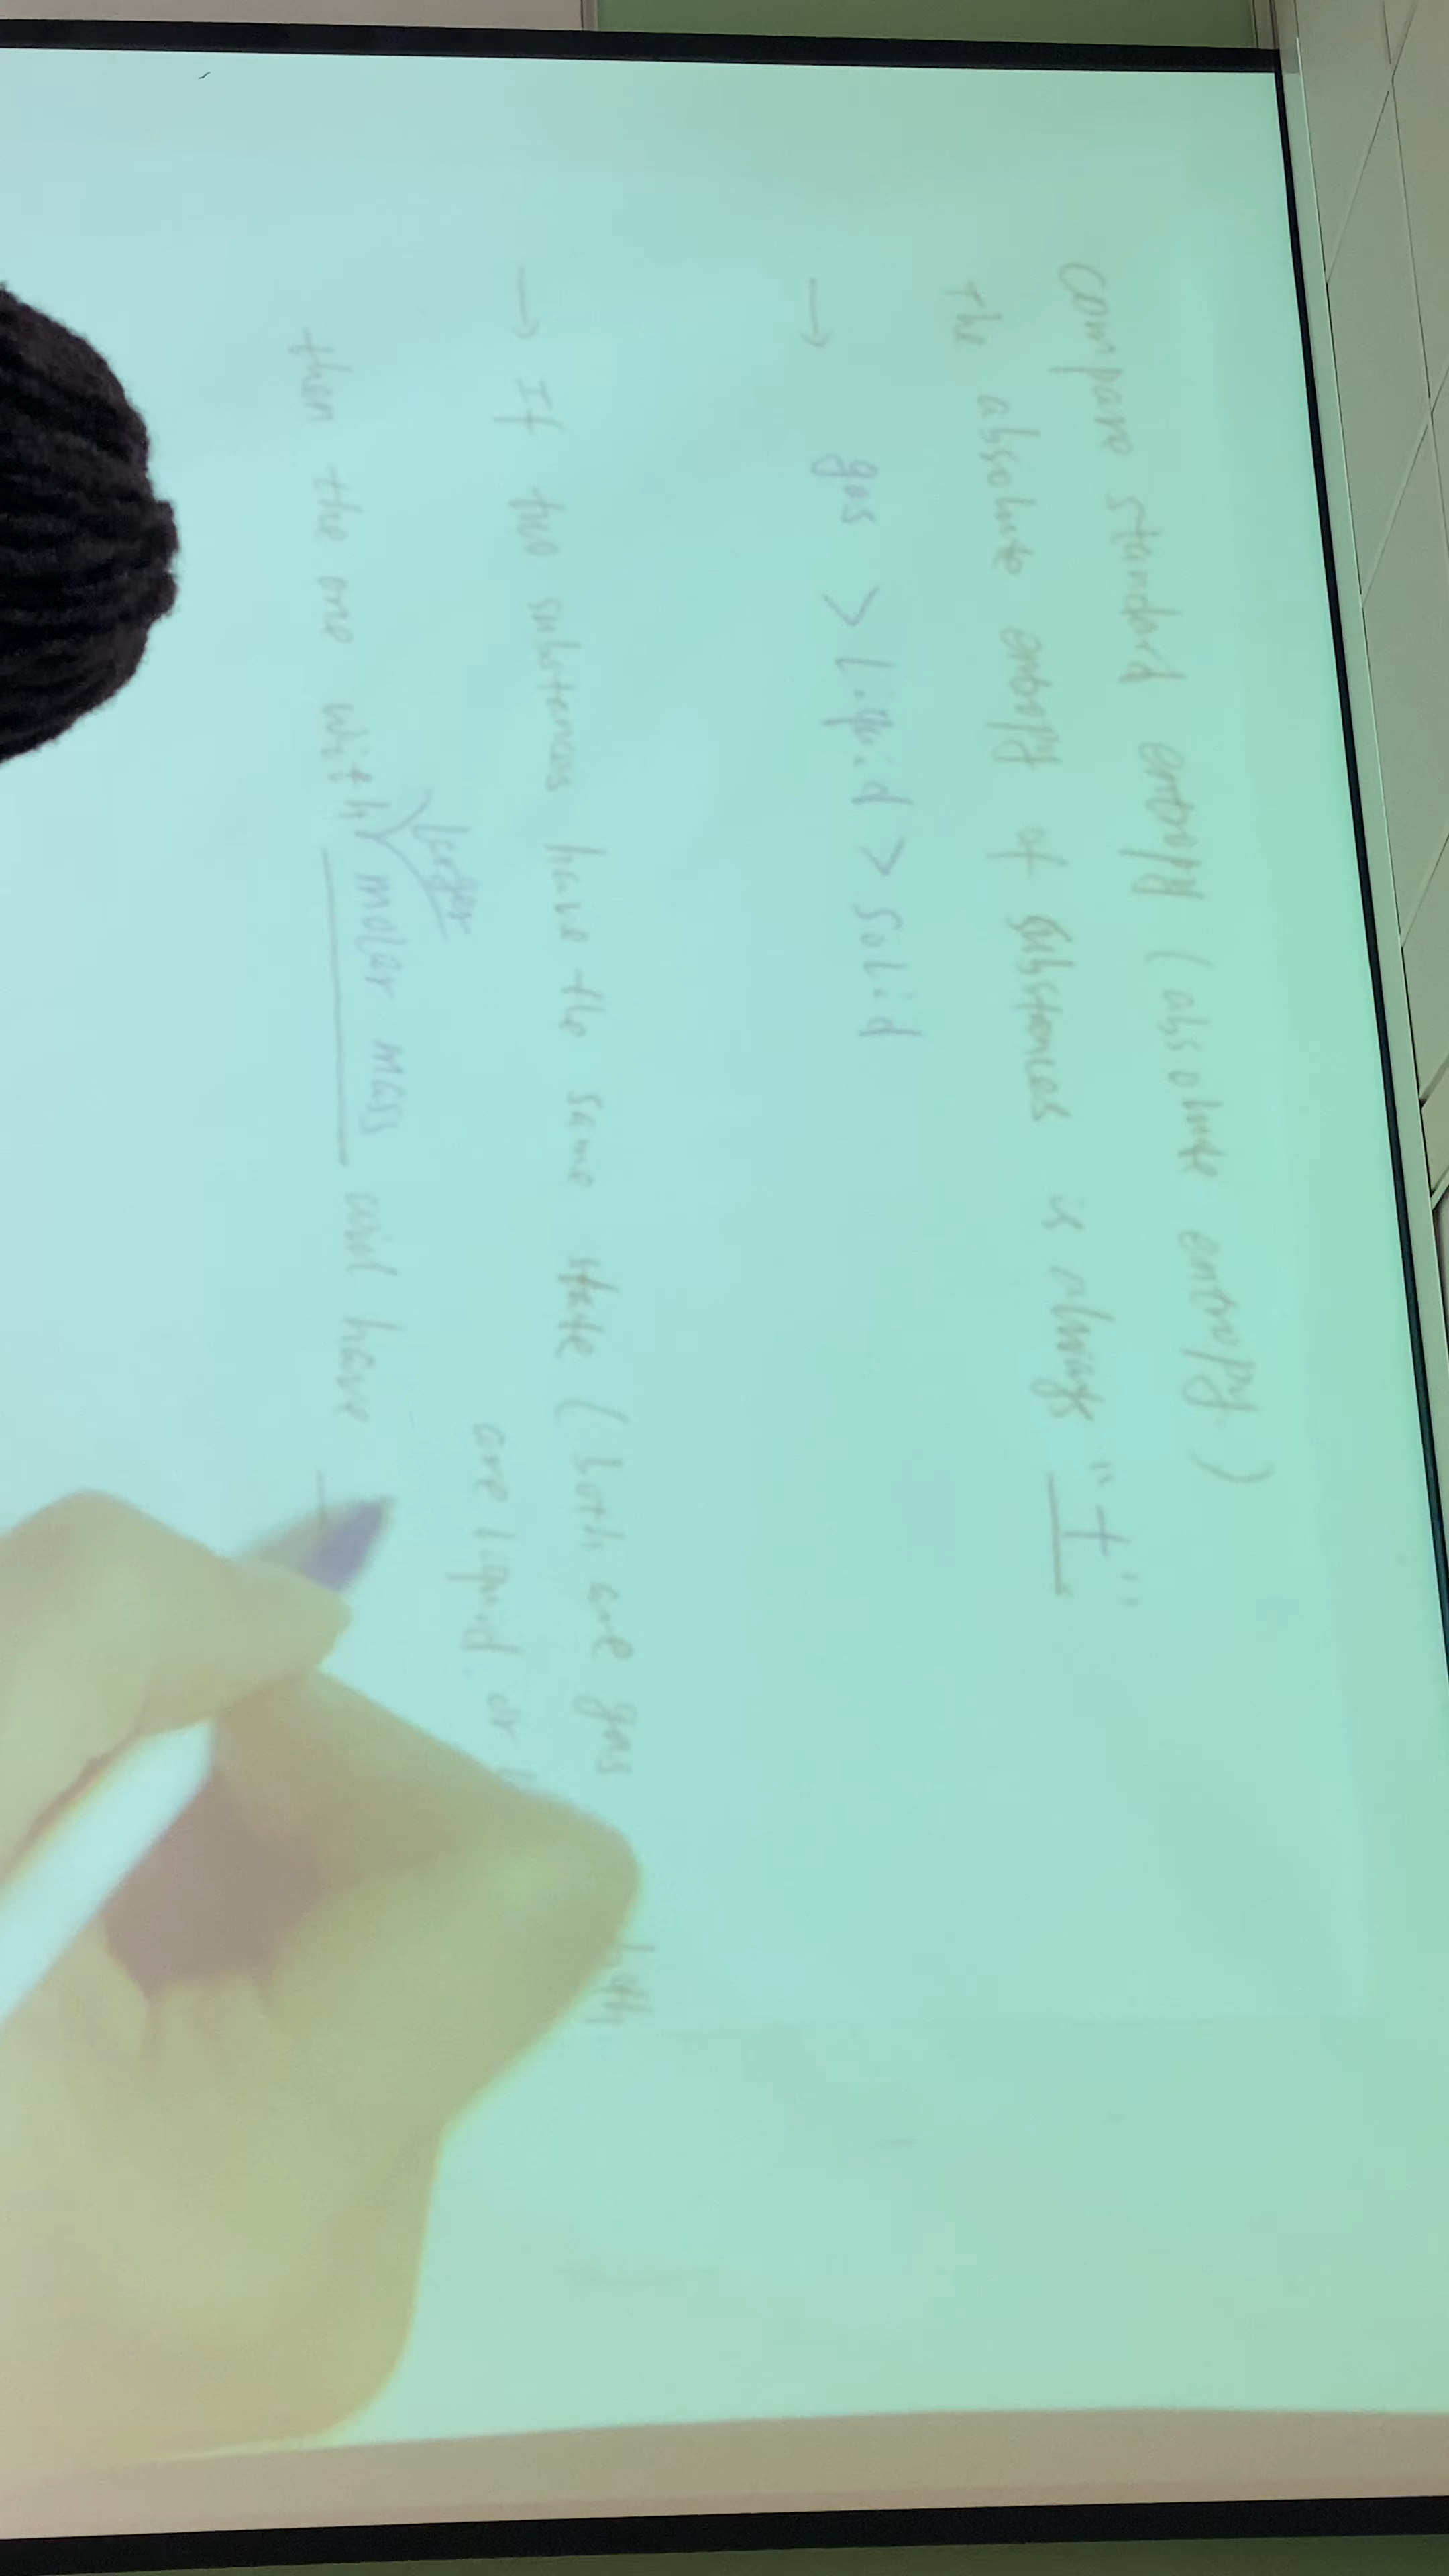 compare standard entropy (absolute entropy)
the absolute entropy of substances is always "+"
→ gas > liquid > solid
→ If two substances have the same state (both are gas both
are liquid or
larger
then the one with molar mass will have